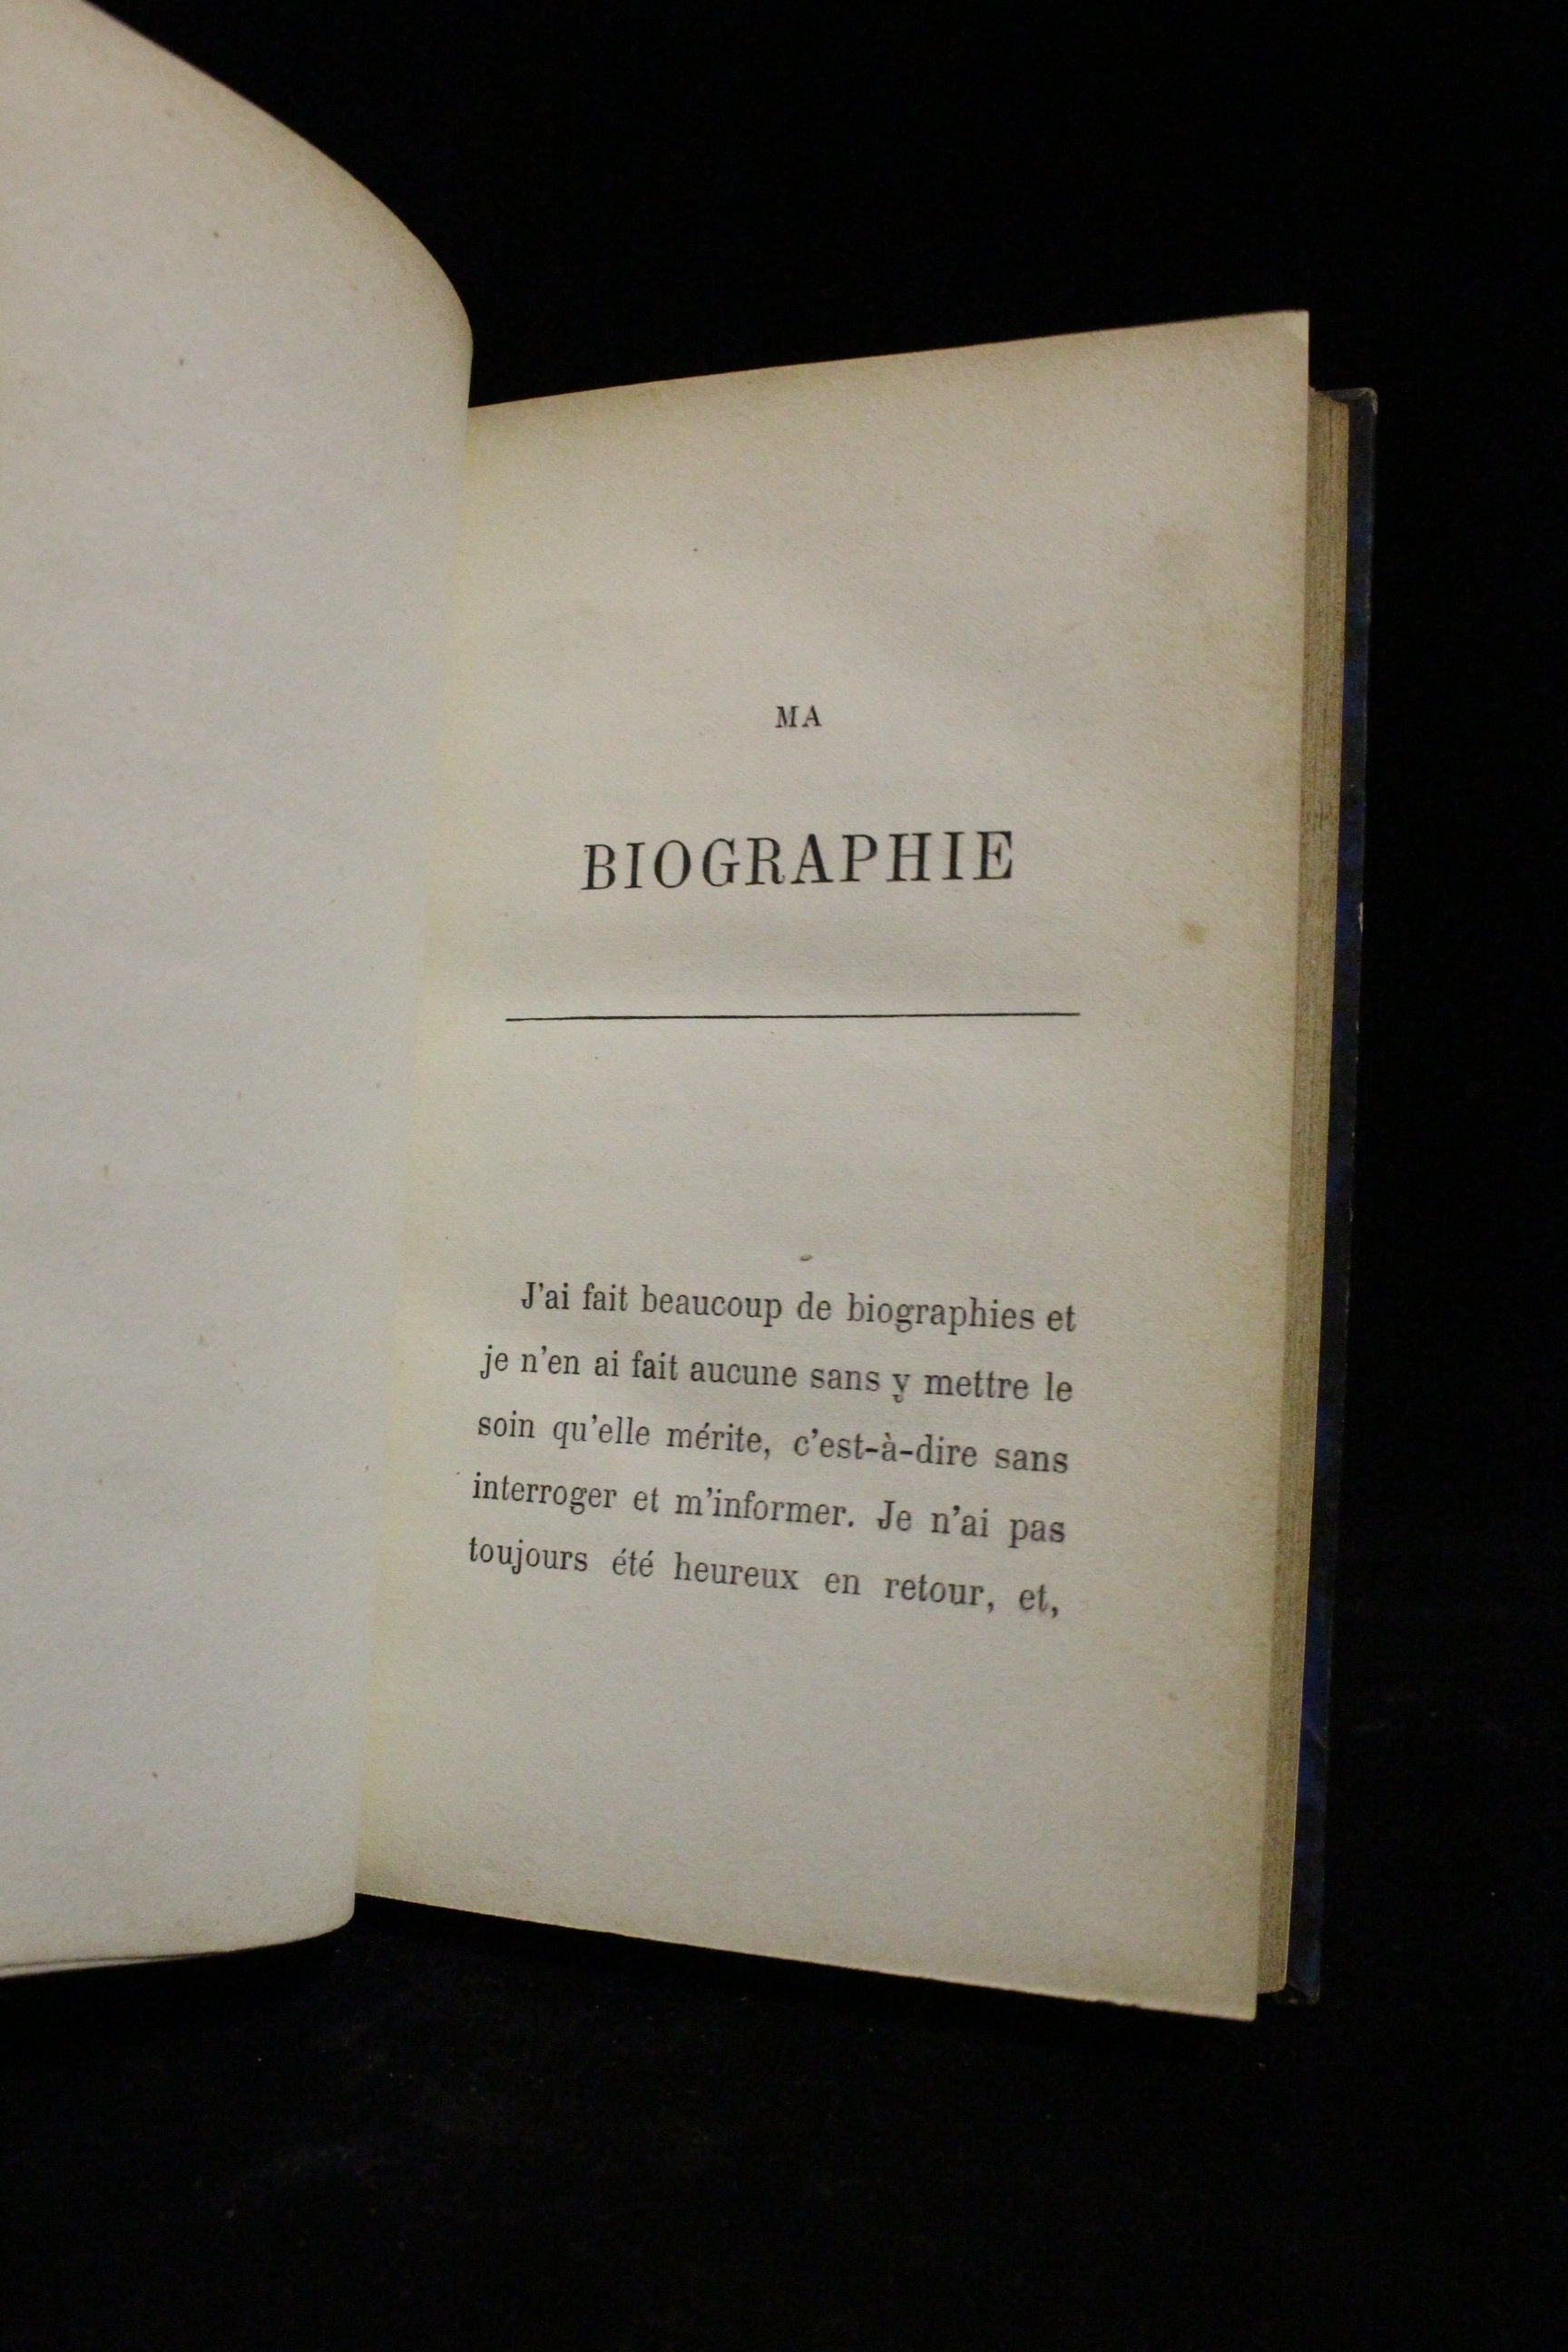 MA
BIOGRAPHIE
J'ai fait beaucoup de biographies et
je n'en ai fait aucune sans y mettre le
soin qu'elle mérite, c'est-à-dire sans
interroger et m'informer. Je n'ai pas
toujours été heureux en retour, et,